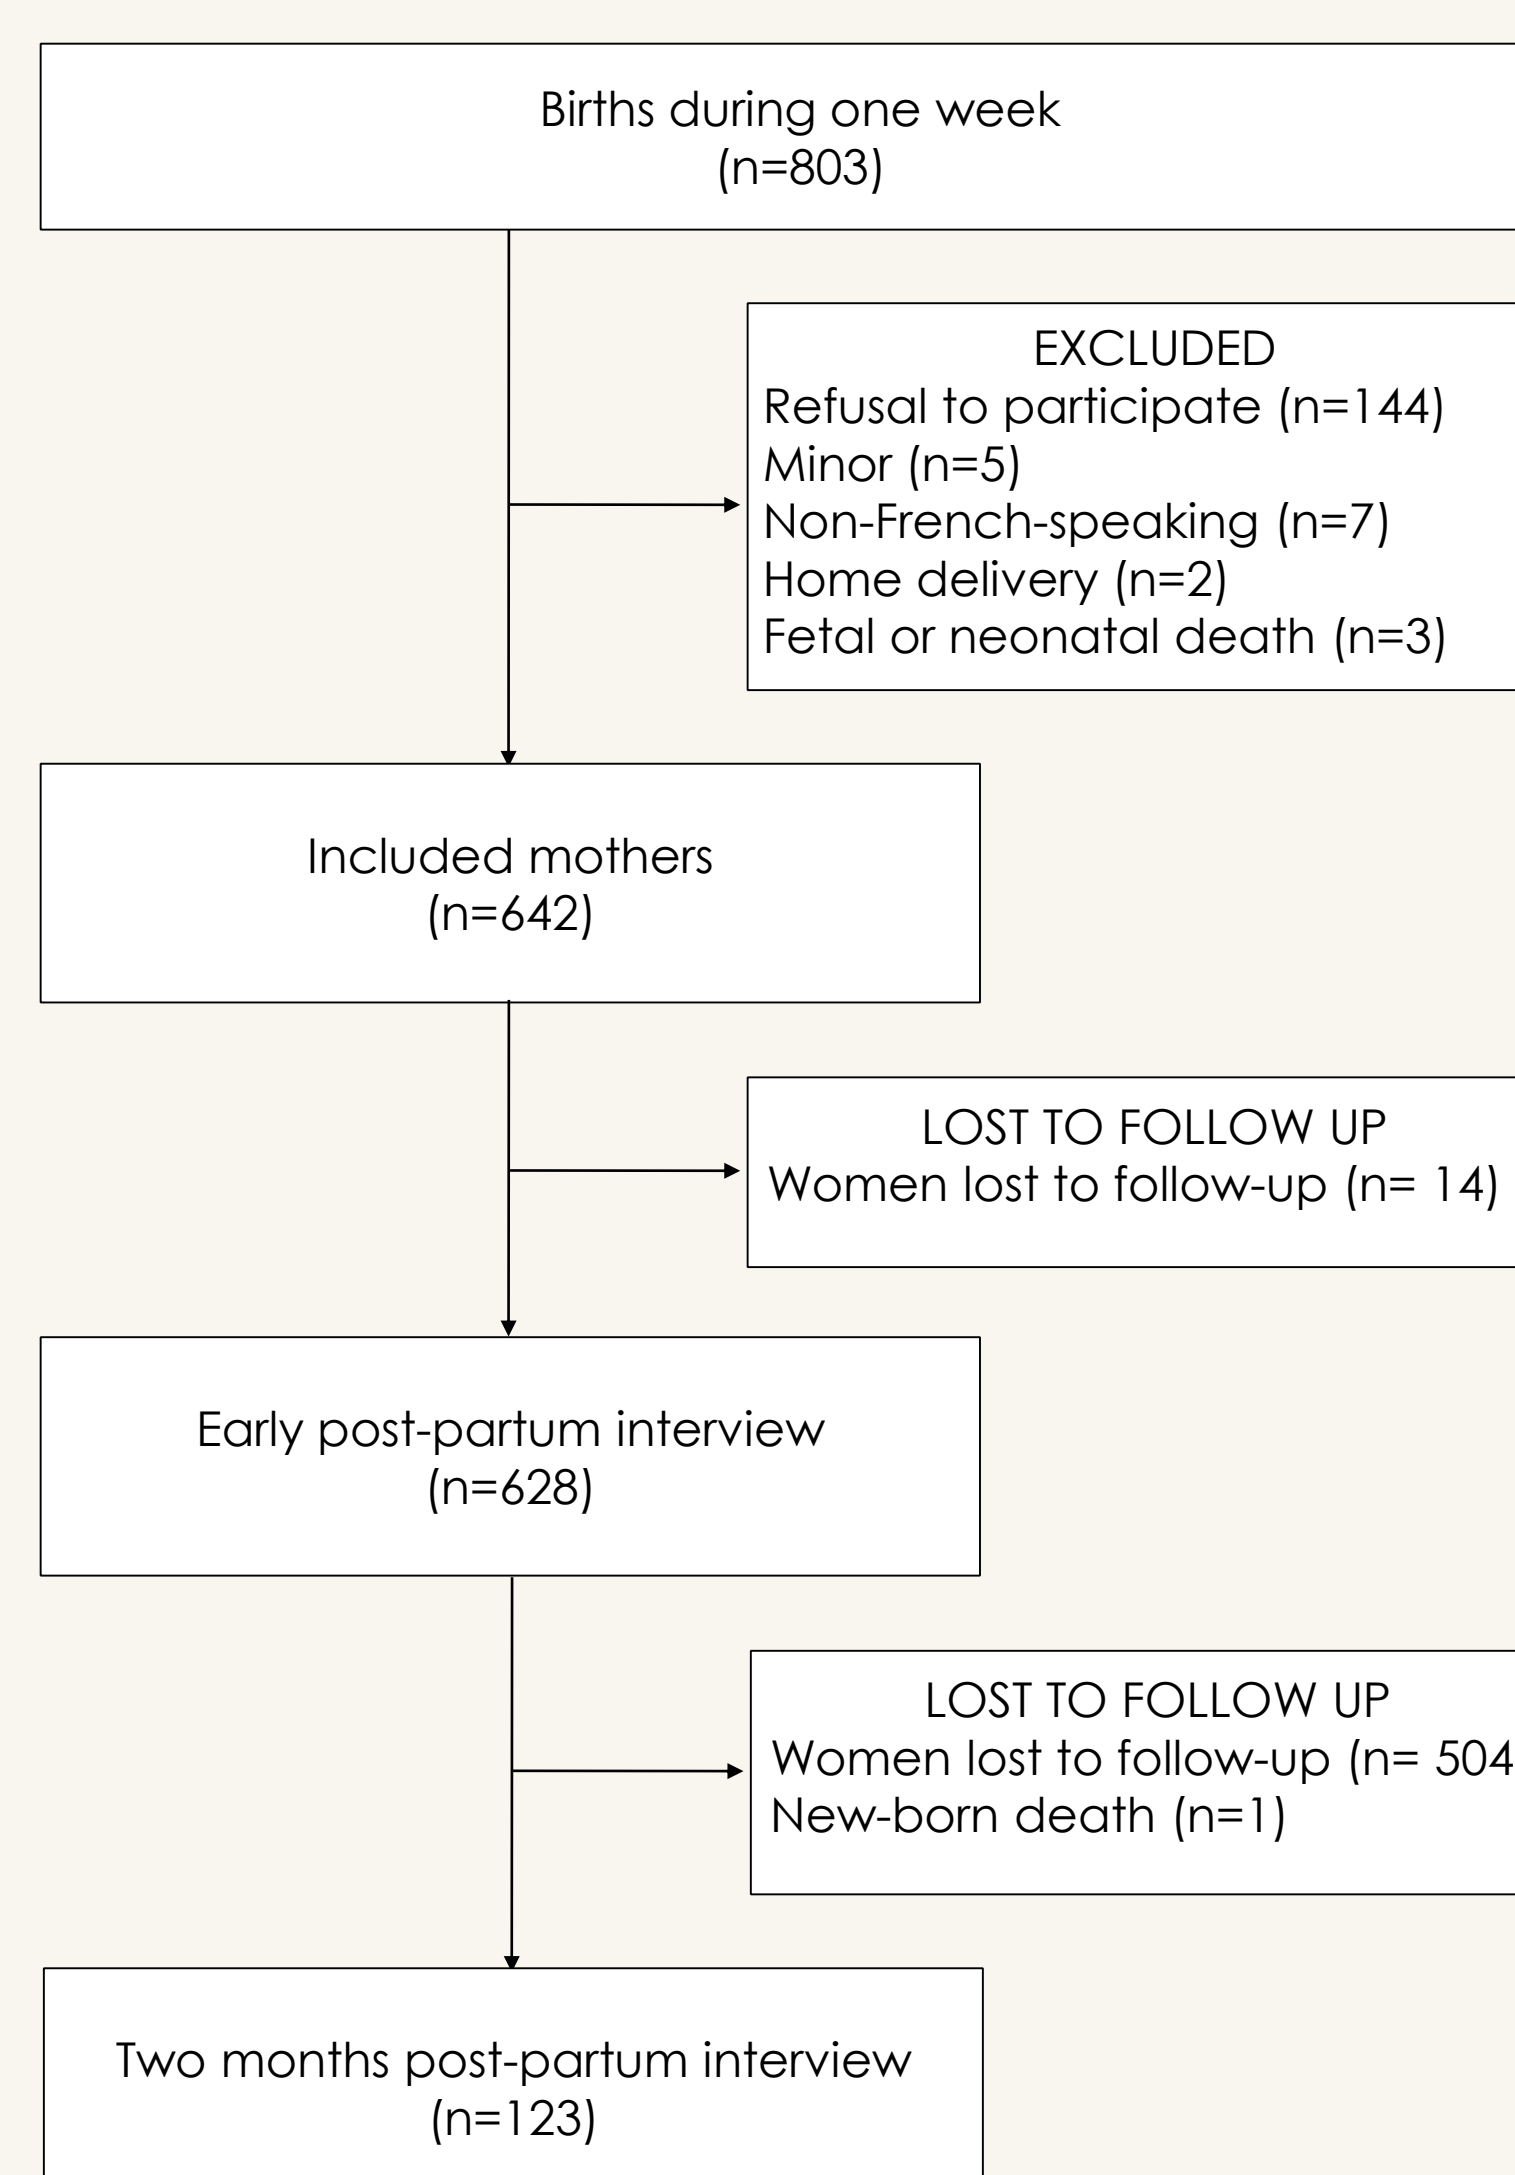 Births during one week
(n=803)
EXCLUDED
Refusal to participate (n=144)
Minor (n=5)
Non-French-speaking (n=7)
Home delivery (n=2)
Fetal or neonatal death (n=3)
Included mothers
(n=642)
LOST TO FOLLOW UP
Women lost to follow-up (n= 14)
Early post-partum interview
(n=628)
LOST TO FOLLOW UP
Women lost to follow-up (n= 504
New-born death (n=1)
Two months post-partum interview
(n=123)